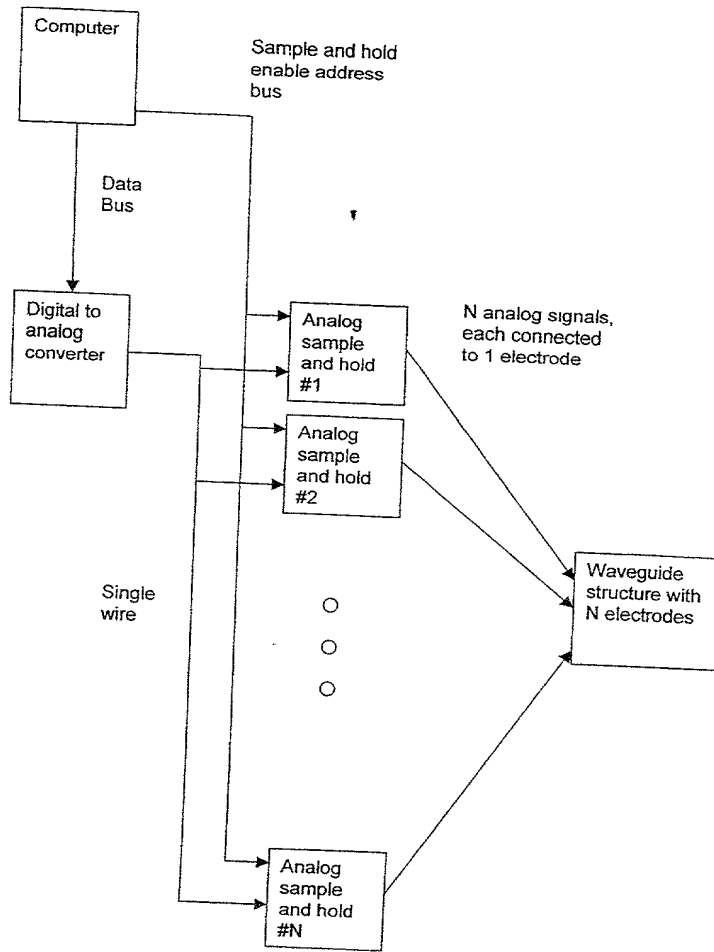 Computer
Sample and hold
enable address
bus
Data
Bus
Digital to
analog
converter
Analog
sample
and hold
#1
N analog signals,
each connected
to 1 electrode
Analog
sample
and hold
#2
Single
wire
Waveguide
structure with
N electrodes
Analog
sample
and hold
#N